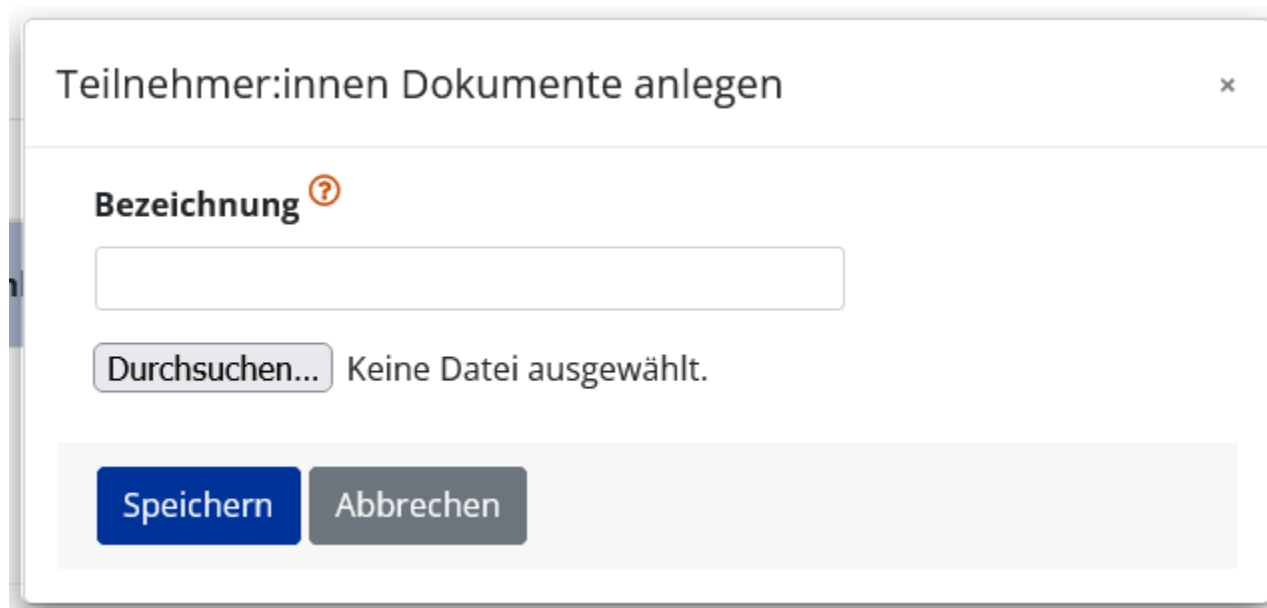 Teilnehmer:innen Dokumente anlegen ×
Bezeichnung ?
Durchsuchen... Keine Datei ausgewählt.
Speichern Abbrechen